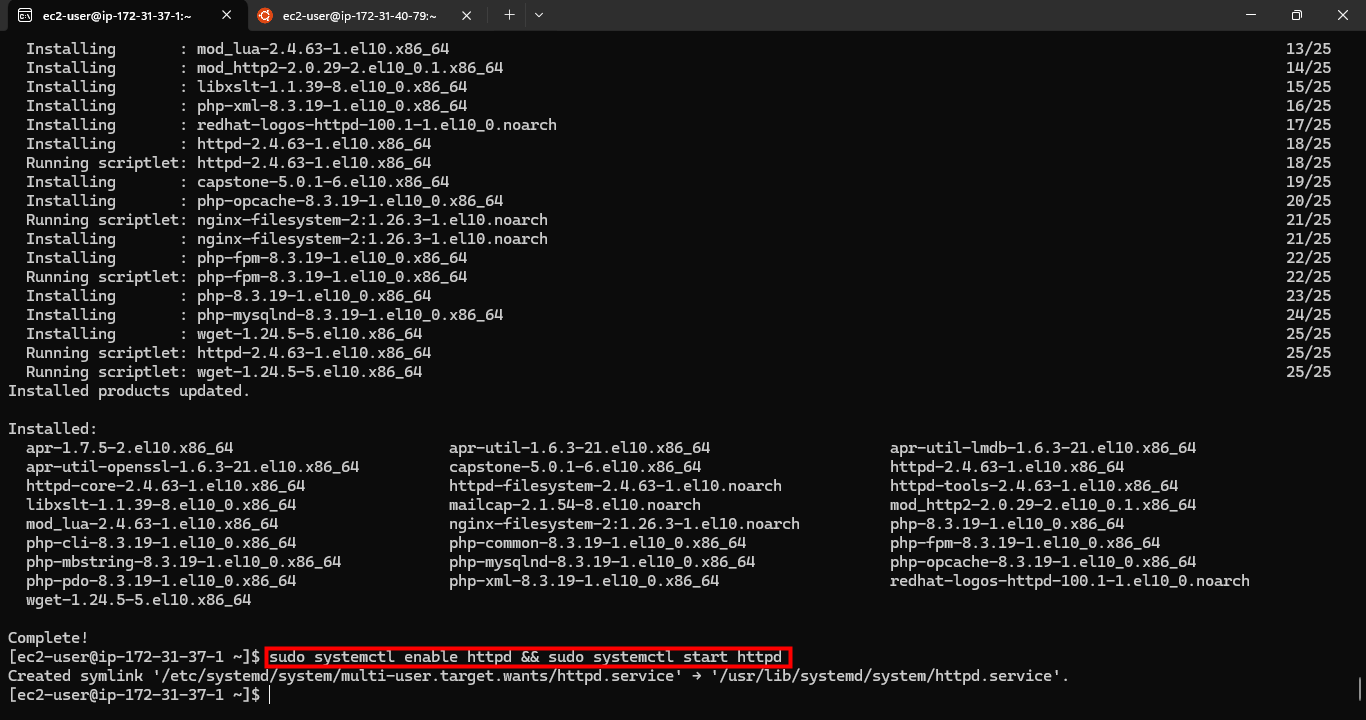 ec2-user@ip-172-31-37-1:~ ec2-user@ip-172-31-40-79:~
Installing : mod_lua-2.4.63-1.el10.x86_64 13/25
Installing : mod_http2-2.0.29-2.el10_0.1.x86_64 14/25
Installing : libxslt-1.1.39-8.el10_0.x86_64 15/25
Installing : php-xml-8.3.19-1.el10_0.x86_64 16/25
Installing : redhat-logos-httpd-100.1-1.el10_0.noarch 17/25
Installing : httpd-2.4.63-1.el10.x86_64 18/25
Running scriptlet: httpd-2.4.63-1.el10.x86_64 18/25
Installing : capstone-5.0.1-6.el10.x86_64 19/25
Installing : php-opcache-8.3.19-1.el10_0.x86_64 20/25
Running scriptlet: nginx-filesystem-2:1.26.3-1.el10.noarch 21/25
Installing : nginx-filesystem-2:1.26.3-1.el10.noarch 21/25
Installing : php-fpm-8.3.19-1.el10_0.x86_64 22/25
Running scriptlet: php-fpm-8.3.19-1.el10_0.x86_64 22/25
Installing : php-8.3.19-1.el10_0.x86_64 23/25
Installing : php-mysqlnd-8.3.19-1.el10_0.x86_64 24/25
Installing : wget-1.24.5-5.el10.x86_64 25/25
Running scriptlet: httpd-2.4.63-1.el10.x86_64 25/25
Running scriptlet: wget-1.24.5-5.el10.x86_64 25/25
Installed products updated.
Installed:
apr-1.7.5-2.el10.x86_64 apr-util-1.6.3-21.el10.x86_64 apr-util-lmdb-1.6.3-21.el10.x86_64
apr-util-openssl-1.6.3-21.el10.x86_64 capstone-5.0.1-6.el10.x86_64 httpd-2.4.63-1.el10.x86_64
httpd-core-2.4.63-1.el10.x86_64 httpd-filesystem-2.4.63-1.el10.noarch httpd-tools-2.4.63-1.el10.x86_64
libxslt-1.1.39-8.el10_0.x86_64 mailcap-2.1.54-8.el10.noarch mod_http2-2.0.29-2.el10_0.1.x86_64
mod_lua-2.4.63-1.el10.x86_64 nginx-filesystem-2:1.26.3-1.el10.noarch php-8.3.19-1.el10_0.x86_64
php-cli-8.3.19-1.el10_0.x86_64 php-common-8.3.19-1.el10_0.x86_64 php-fpm-8.3.19-1.el10_0.x86_64
php-mbstring-8.3.19-1.el10_0.x86_64 php-mysqlnd-8.3.19-1.el10_0.x86_64 php-opcache-8.3.19-1.el10_0.x86_64
php-pdo-8.3.19-1.el10_0.x86_64 php-xml-8.3.19-1.el10_0.x86_64 redhat-logos-httpd-100.1-1.el10_0.noarch
wget-1.24.5-5.el10.x86_64
Complete!
[ec2-user@ip-172-31-37-1 ~]$ sudo systemctl enable httpd && sudo systemctl start httpd
Created symlink '/etc/systemd/system/multi-user.target.wants/httpd.service' → '/usr/lib/systemd/system/httpd.service'.
[ec2-user@ip-172-31-37-1 ~]$